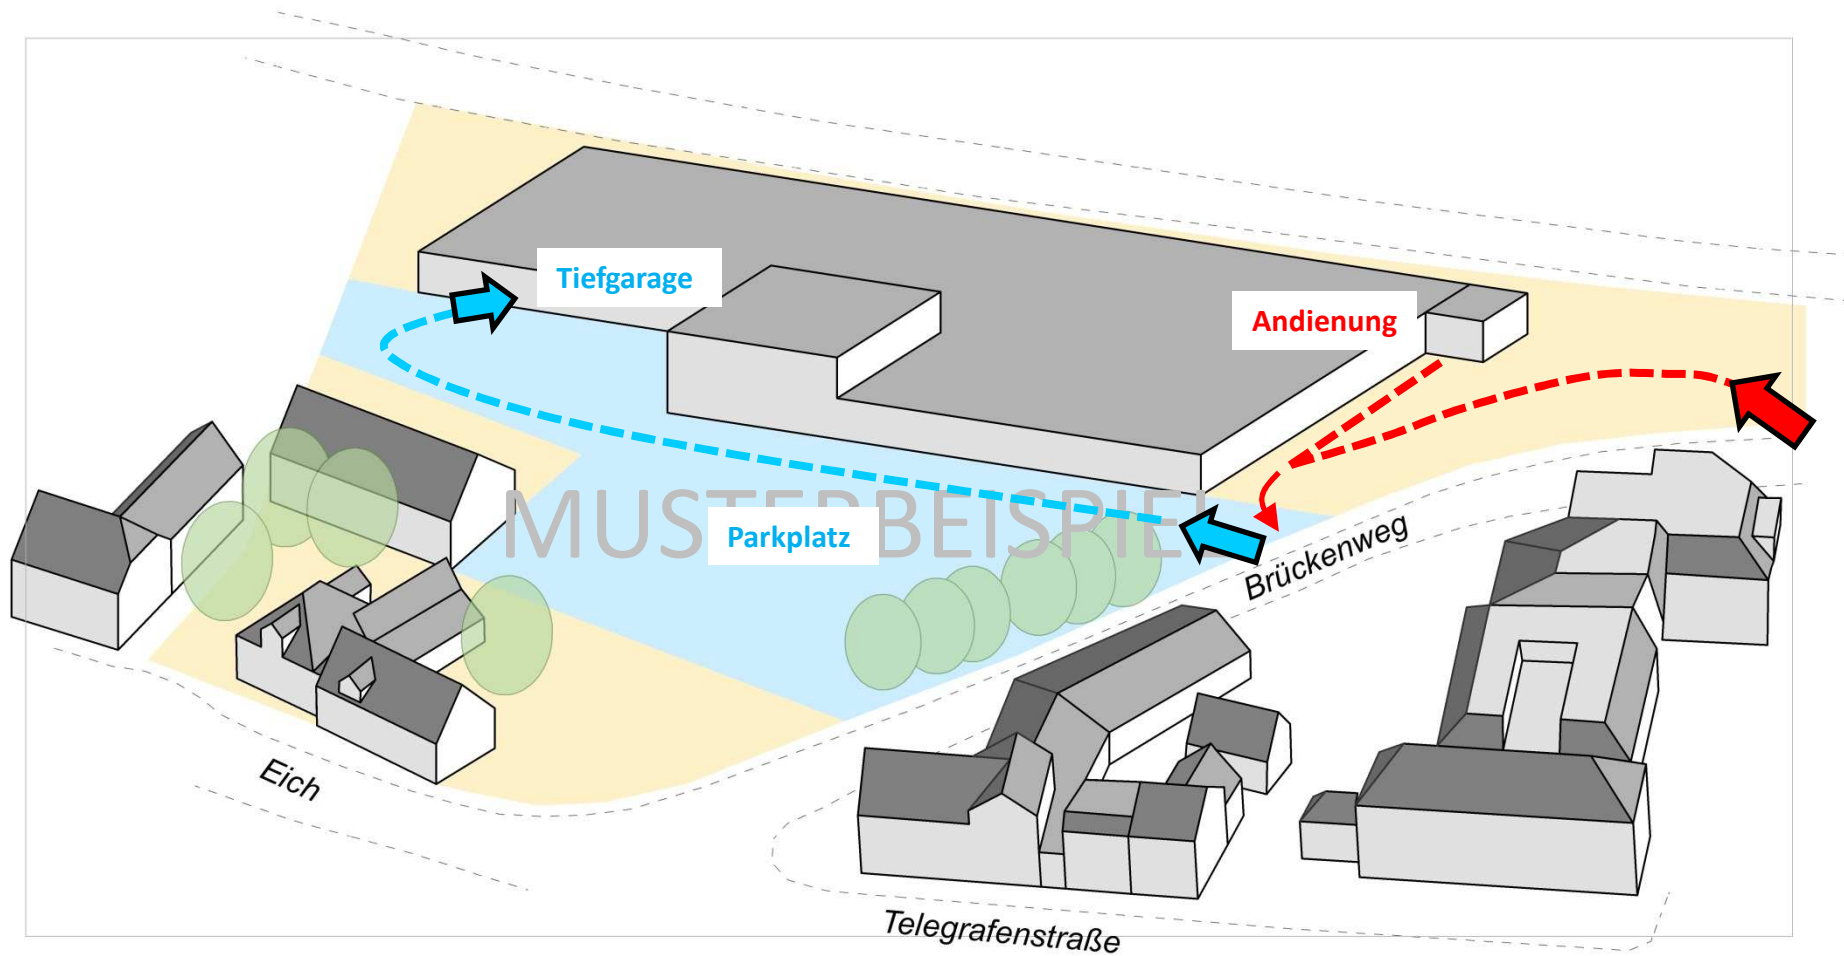 Tiefgarage
Andienung
MUSTERBEISPIEL
Parkplatz
Brückenweg
Eich
Telegrafenstraße